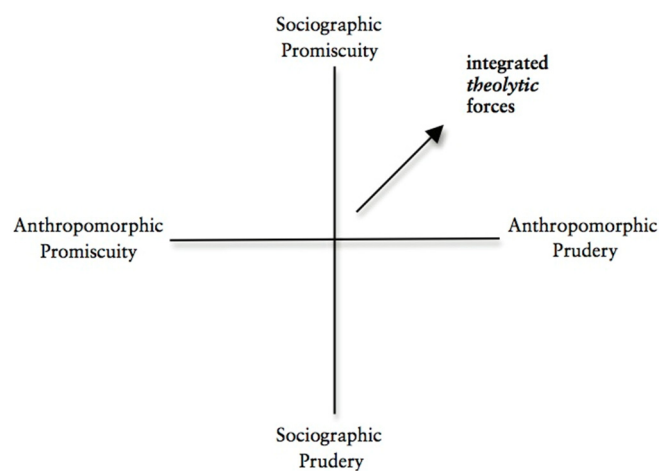 Sociographic
Promiscuity
integrated
theolytic
forces
Anthropomorphic
Promiscuity
Anthropomorphic
Prudery
Sociographic
Prudery